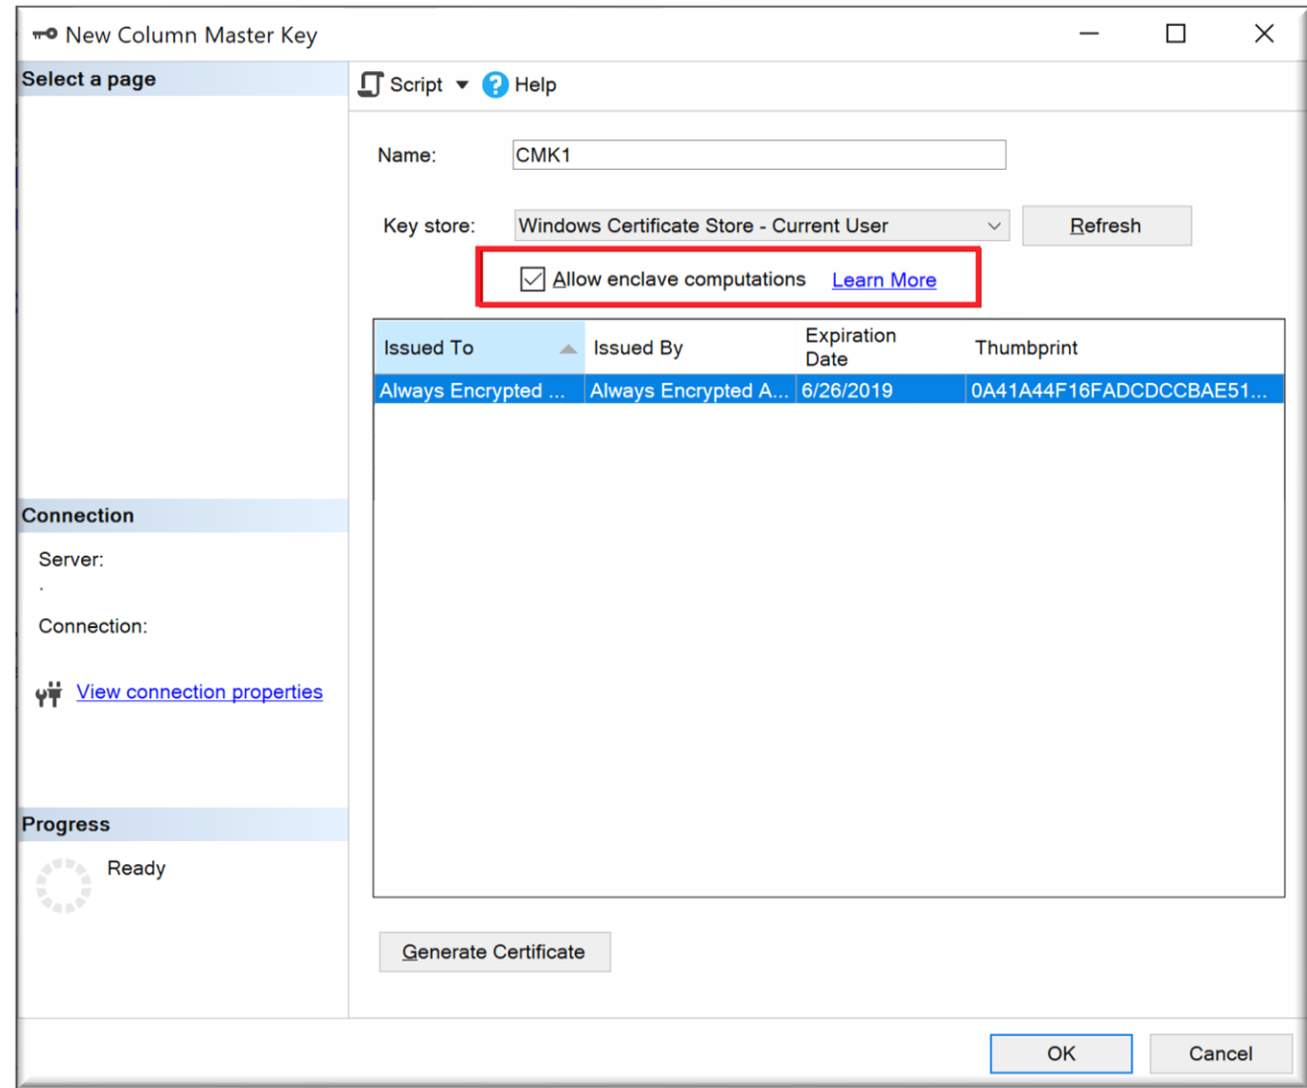 New Column Master Key
Select a page
Script
Help
Name:
CMK1
Key store:
Windows Certificate Store - Current User
Refresh
Allow enclave computations
Learn More
Issued To
Issued By
Expiration
Date
Thumbprint
Always Encrypted ...
Always Encrypted A...
6/26/2019
0A41A44F16FADCDCCBAE51...
Connection
Server:
.
Connection:
View connection properties
Progress
Ready
Generate Certificate
OK
Cancel